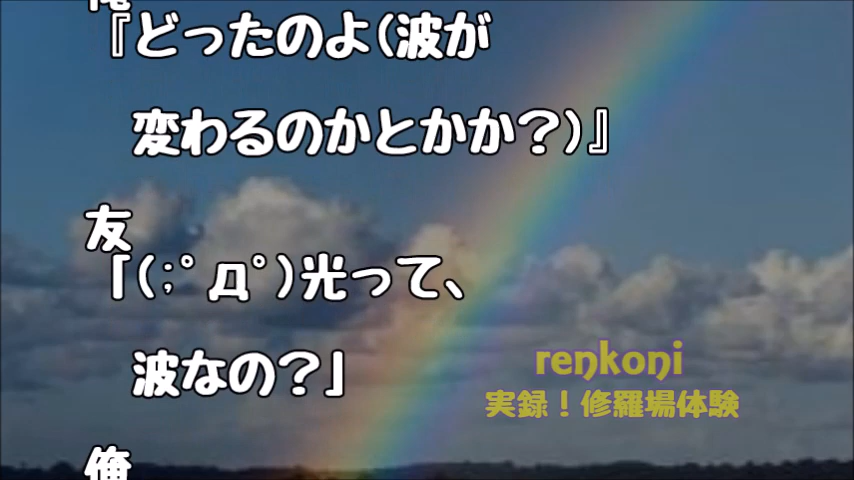 俺
『どったのよ(波が
変わるのかとかか?)』
友
「(;ﾟдﾟ)光って、
波なの?」
renkoni
実録!修羅場体験
俺